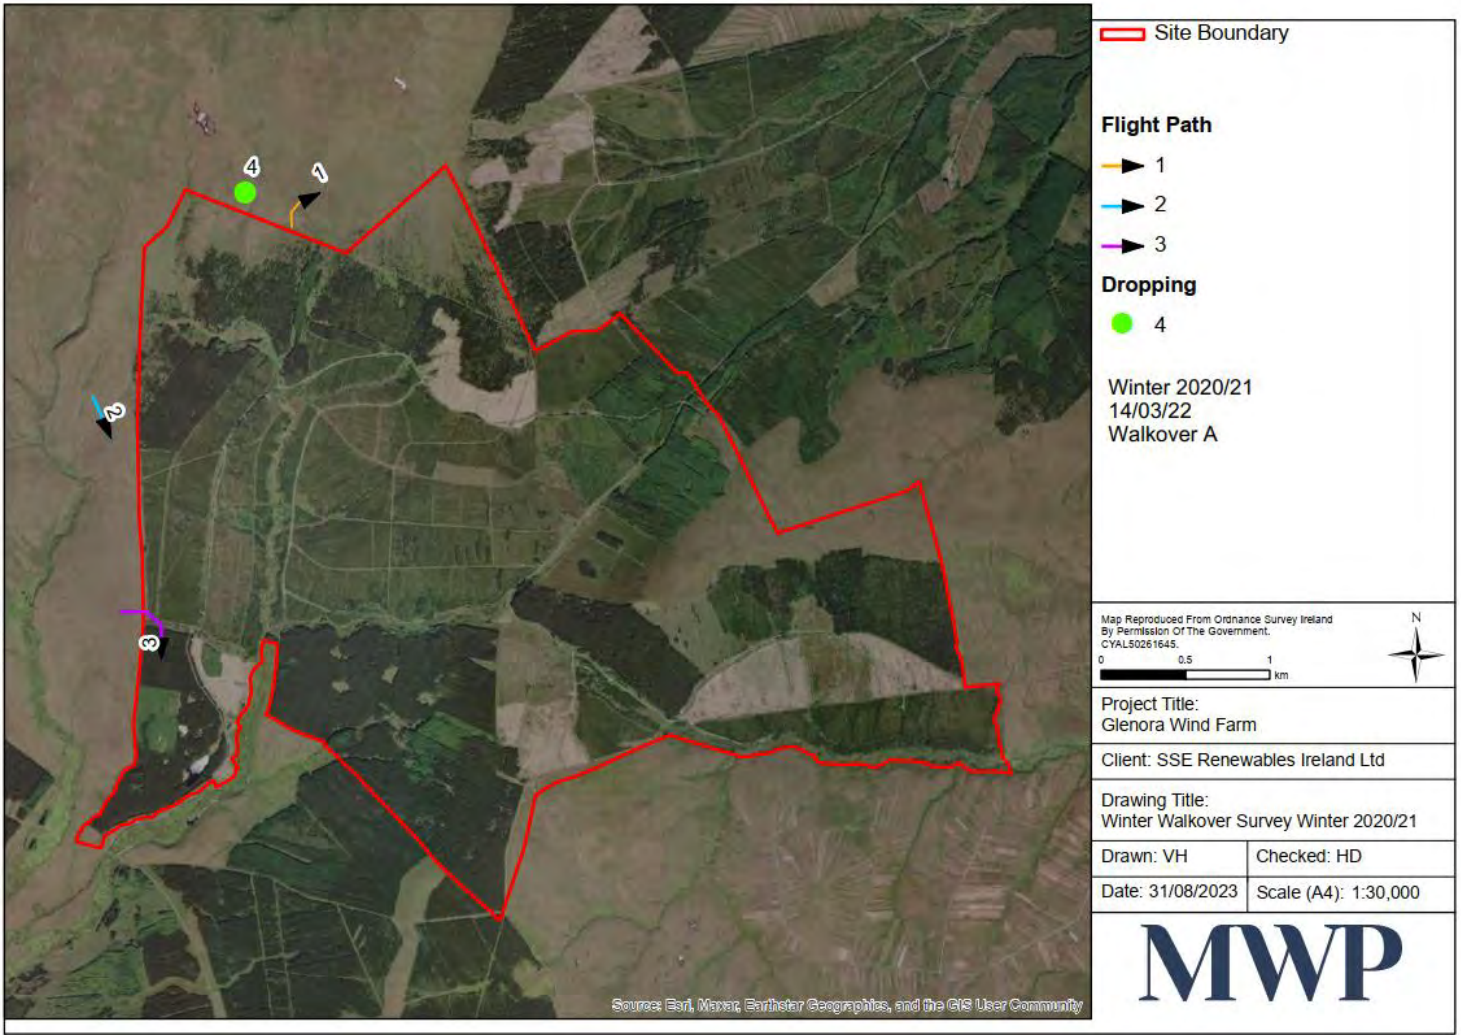 4
1
2
3
Source: Esri, Maxar, Earthstar Geographics, and the GIS User Community
Site Boundary
Flight Path
1
2
3
Dropping
4
Winter 2020/21
14/03/22
Walkover A
Map Reproduced From Ordnance Survey Ireland
By Permission Of The Government.
CYAL50261645.
N
0 0.5 1
km
Project Title:
Glenora Wind Farm
Client: SSE Renewables Ireland Ltd
Drawing Title:
Winter Walkover Survey Winter 2020/21
Drawn: VH
Checked: HD
Date: 31/08/2023
Scale (A4): 1:30,000
MWP